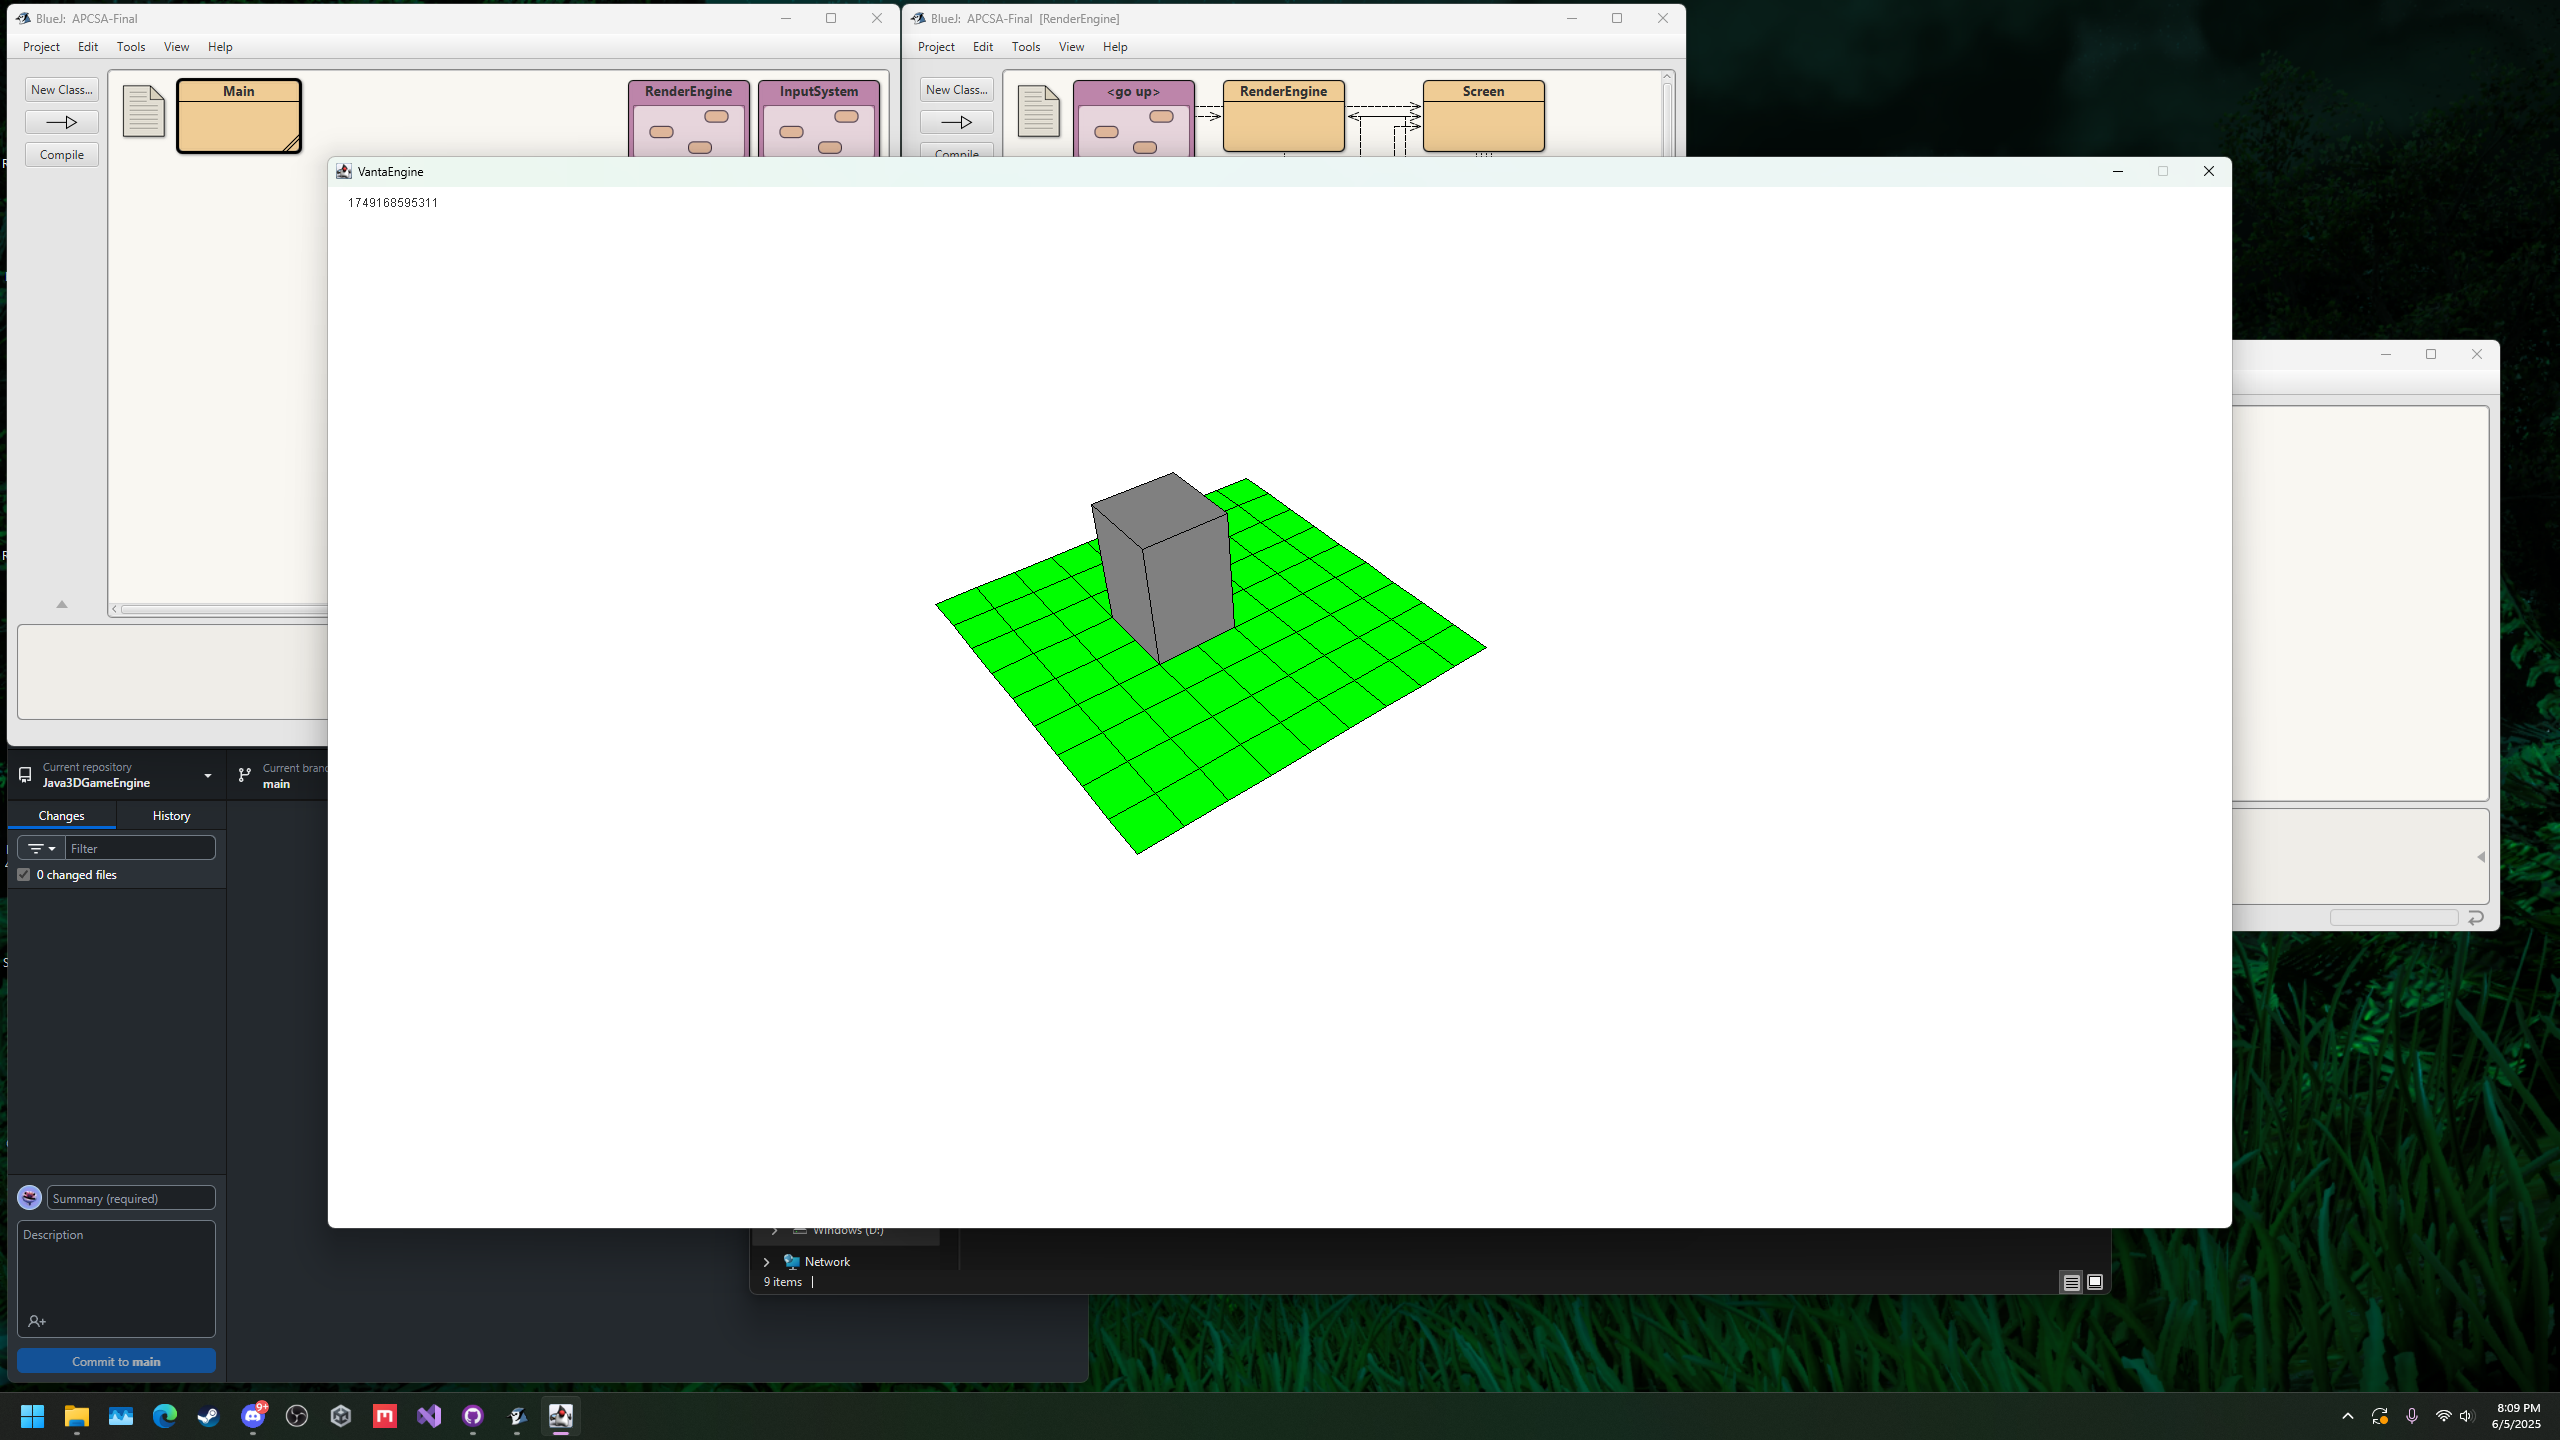 BlueJ: APCSA-Final
Project Edit Tools View Help
New Class...
Compile
Main
RenderEngine
InputSystem
BlueJ: APCSA-Final [RenderEngine]
Project Edit Tools View Help
New Class...
Compile
<go up>
RenderEngine
Screen
VantaEngine
1749168595311
Current repository
Java3DGameEngine
Current branc
main
Changes
History
Filter
0 changed files
Summary (required)
Description
Commit to main
Windows (D:)
Network
9 items
9+
8:09 PM
6/5/2025